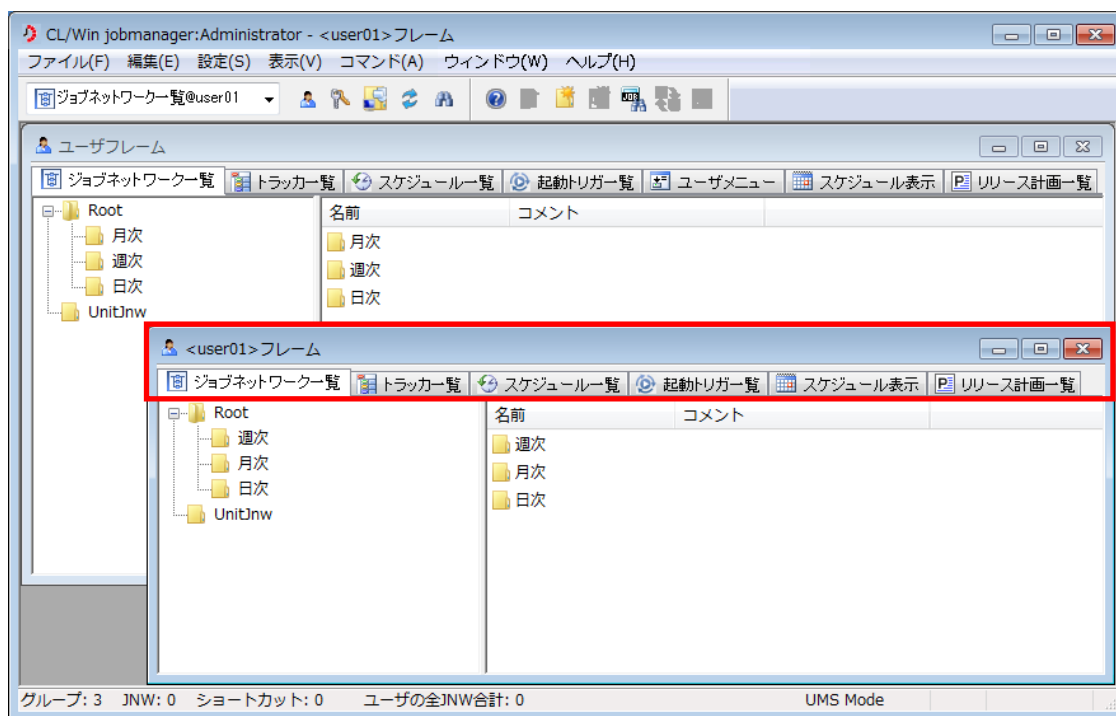 CL/Win jobmanager:Administrator - <user01>フレーム
ファイル(F) 編集(E) 設定(S) 表示(V) コマンド(A) ウィンドウ(W) ヘルプ(H)
ジョブネットワーク一覧@user01
ユーザフレーム
ジョブネットワーク一覧 トラッカ一覧 スケジュール一覧 起動トリガ一覧 ユーザメニュー スケジュール表示 リリース計画一覧
Root 名前 コメント
月次 月次
週次 週次
日次 日次
UnitJnw
<user01>フレーム
ジョブネットワーク一覧 トラッカ一覧 スケジュール一覧 起動トリガ一覧 スケジュール表示 リリース計画一覧
Root 名前 コメント
週次 週次
月次 月次
日次 日次
UnitJnw
グループ: 3 JNW: 0 ショートカット: 0 ユーザの全JNW合計: 0 UMS Mode